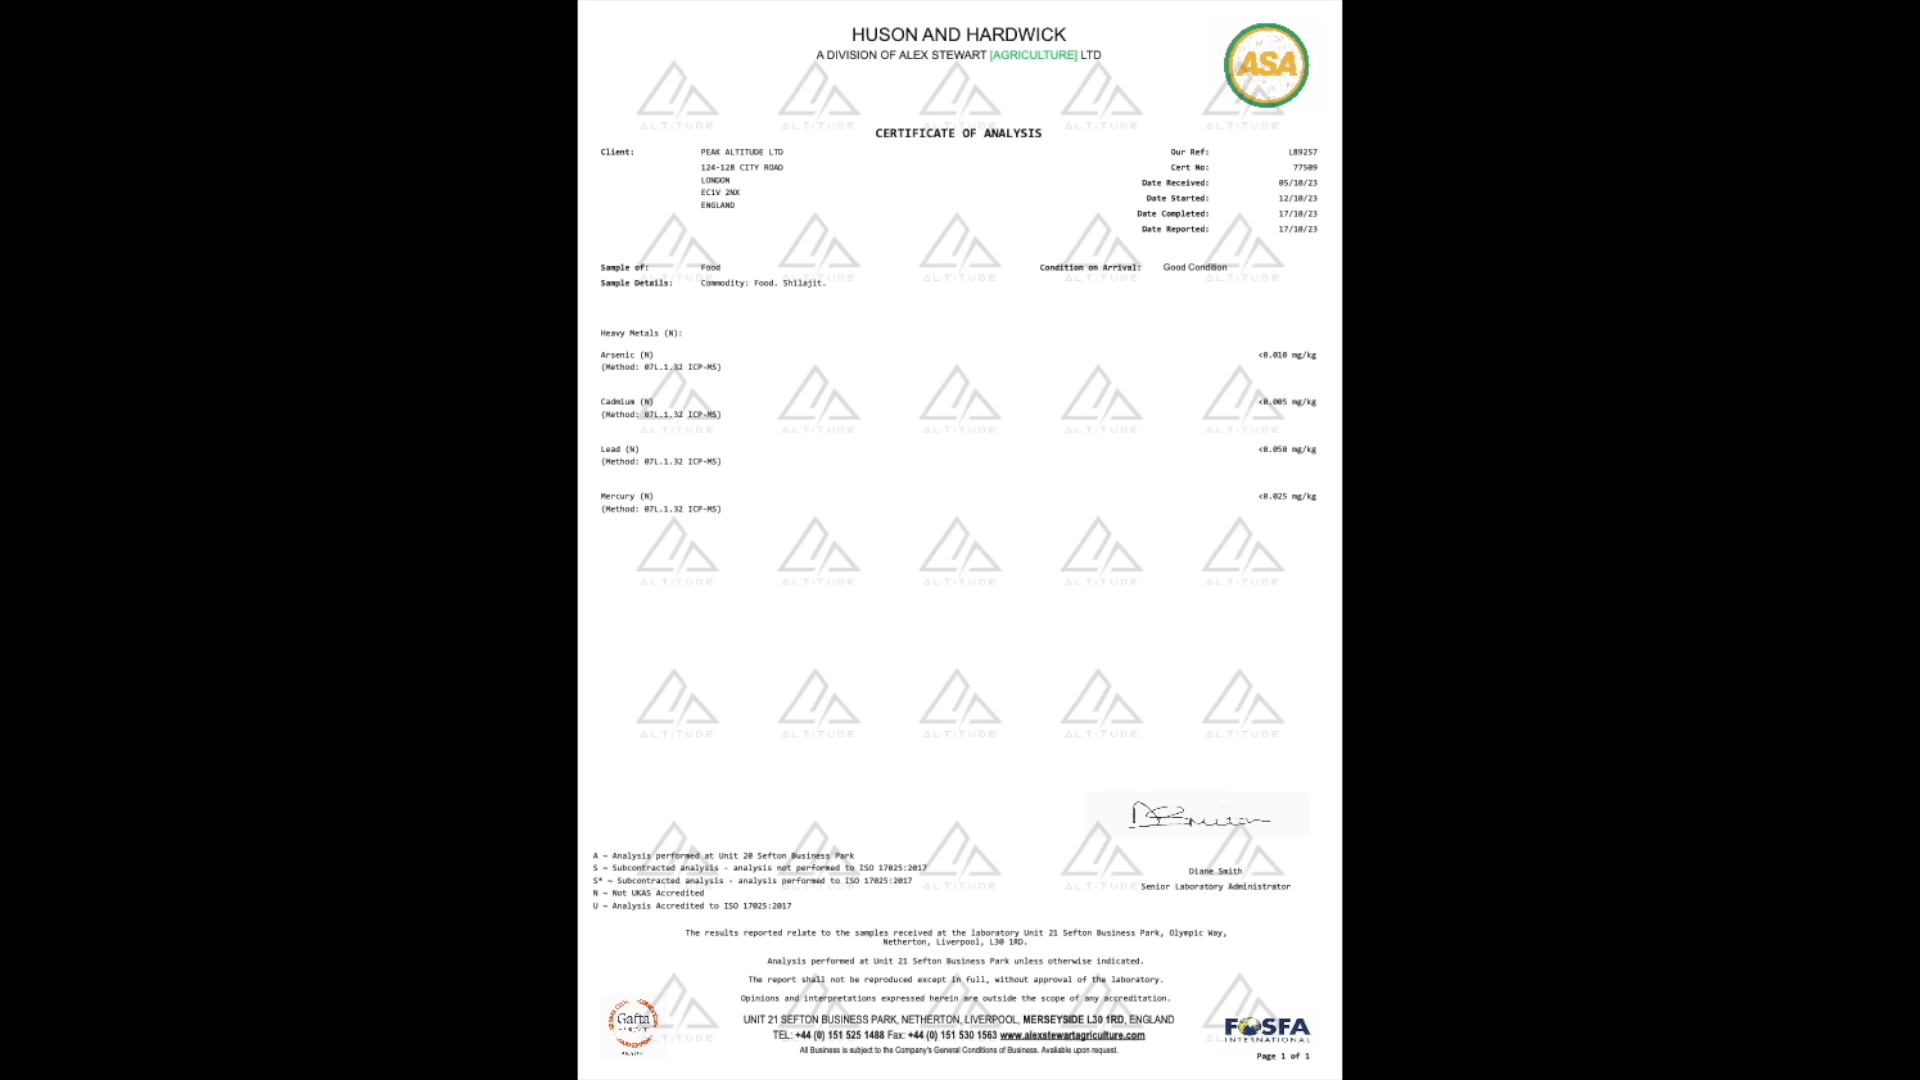 HUSON AND HARDWICK
A DIVISION OF ALEX STEWART [AGRICULTURE] LTD
ASA
CERTIFICATE OF ANALYSIS
Client: PEAK ALTITUDE LTD
124-128 CITY ROAD
LONDON
EC1V 2NX
ENGLAND
Our Ref: L89257
Cert No: 77509
Date Received: 05/10/23
Date Started: 12/10/23
Date Completed: 17/10/23
Date Reported: 17/10/23
Sample of: Food
Condition on Arrival: Good Condition
Sample Details: Commodity: Food. Shilajit.
Heavy Metals (N):
Arsenic (N) <0.010 mg/kg
(Method: 07L.1.32 ICP-MS)
Cadmium (N) <0.005 mg/kg
(Method: 07L.1.32 ICP-MS)
Lead (N) <0.050 mg/kg
(Method: 07L.1.32 ICP-MS)
Mercury (N) <0.025 mg/kg
(Method: 07L.1.32 ICP-MS)
ALTITUDE
A ~ Analysis performed at Unit 20 Sefton Business Park
S ~ Subcontracted analysis - analysis not performed to ISO 17025:2017
S* ~ Subcontracted analysis - analysis performed to ISO 17025:2017
N ~ Not UKAS Accredited
U ~ Analysis Accredited to ISO 17025:2017
Diane Smith
Senior Laboratory Administrator
The results reported relate to the samples received at the laboratory Unit 21 Sefton Business Park, Olympic Way,
Netherton, Liverpool, L30 1RD.
Analysis performed at Unit 21 Sefton Business Park unless otherwise indicated.
The report shall not be reproduced except in full, without approval of the laboratory.
Opinions and interpretations expressed herein are outside the scope of any accreditation.
UNIT 21 SEFTON BUSINESS PARK, NETHERTON, LIVERPOOL, MERSEYSIDE L30 1RD, ENGLAND
TEL: +44 (0) 151 525 1488 Fax: +44 (0) 151 530 1563 www.alexstewartagriculture.com
All Business is subject to the Company's General Conditions of Business. Available upon request.
Gafta
FOSFA
INTERNATIONAL
Page 1 of 1